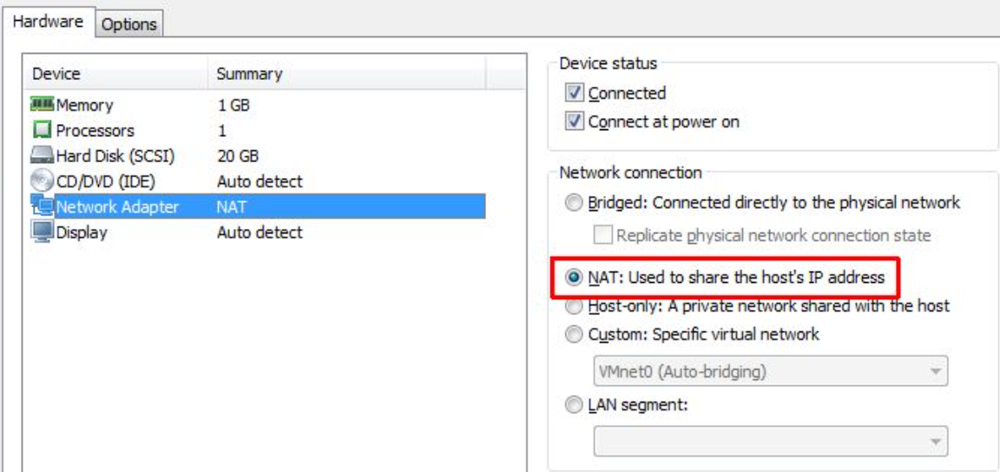 Hardware
Options
Device Summary
Memory 1 GB
Processors 1
Hard Disk (SCSI) 20 GB
CD/DVD (IDE) Auto detect
Network Adapter NAT
Display Auto detect
Device status
Connected
Connect at power on
Network connection
Bridged: Connected directly to the physical network
Replicate physical network connection state
NAT: Used to share the host's IP address
Host-only: A private network shared with the host
Custom: Specific virtual network
VMnet0 (Auto-bridging)
LAN segment: